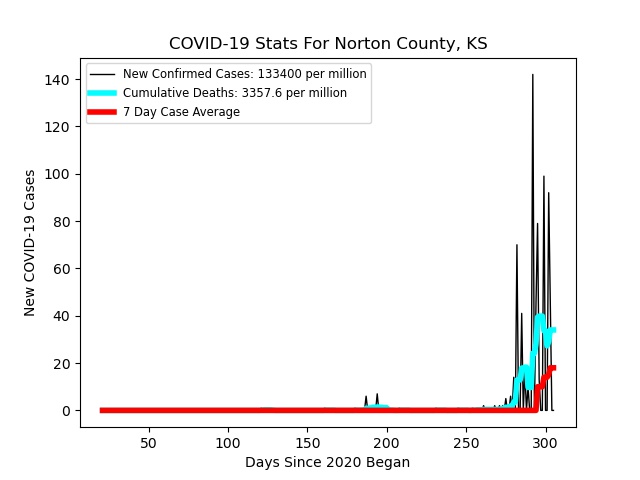 COVID-19 Stats For Norton County, KS
New Confirmed Cases: 133400 per million
Cumulative Deaths: 3357.6 per million
7 Day Case Average
New COVID-19 Cases
140
120
100
80
60
40
20
0
50 100 150 200 250 300
Days Since 2020 Began